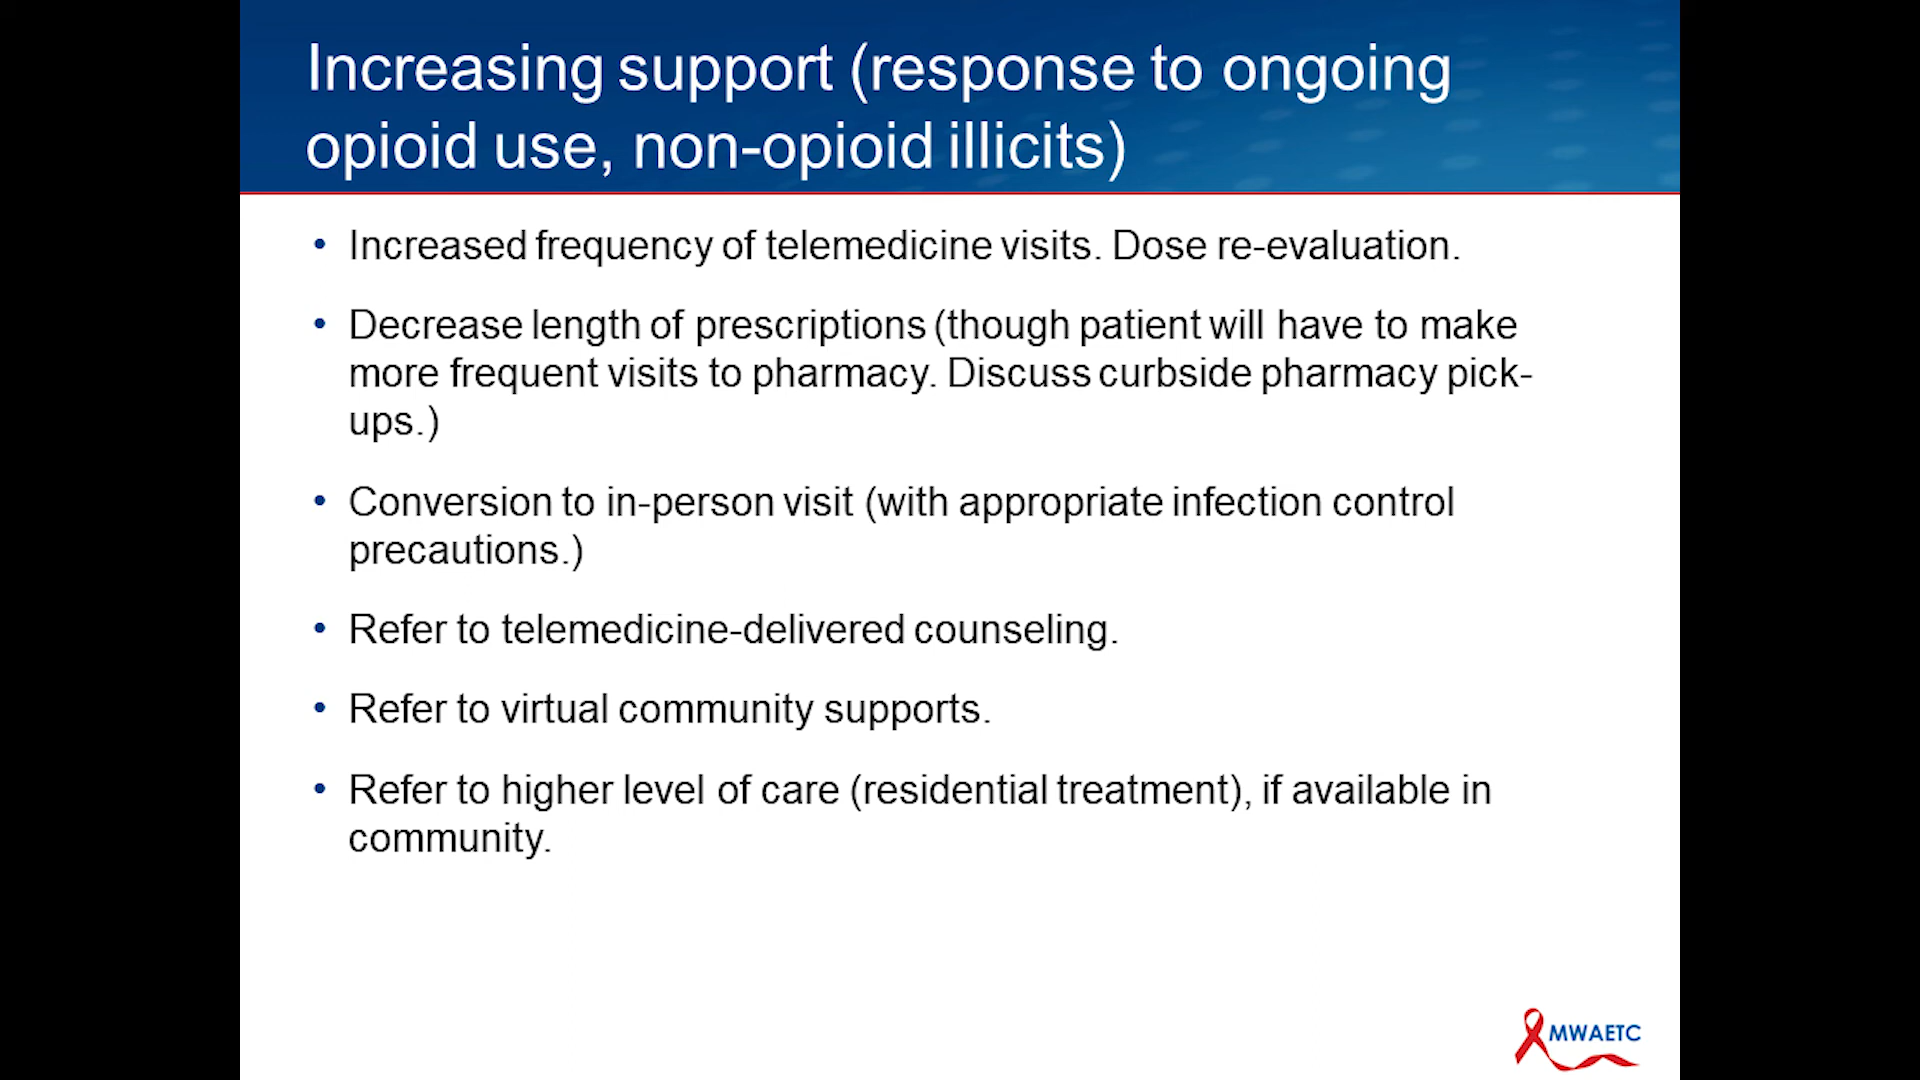 Increasing support (response to ongoing
opioid use, non-opioid illicits)
• Increased frequency of telemedicine visits. Dose re-evaluation.
• Decrease length of prescriptions (though patient will have to make
more frequent visits to pharmacy. Discuss curbside pharmacy pick-
ups.)
• Conversion to in-person visit (with appropriate infection control
precautions.)
• Refer to telemedicine-delivered counseling.
• Refer to virtual community supports.
• Refer to higher level of care (residential treatment), if available in
community.
MWAETC